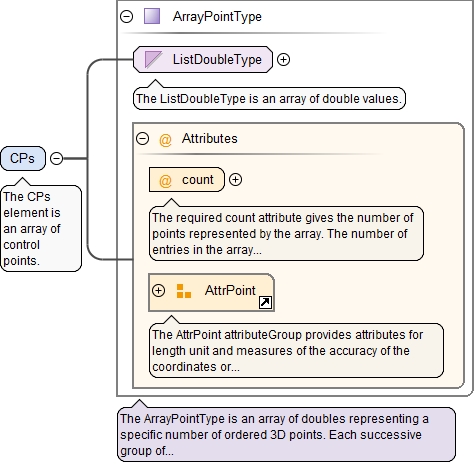 ArrayPointType
ListDoubleType
The ListDoubleType is an array of double values.
CPs
The CPs
element is
an array of
control
points.
@ Attributes
@ count
The required count attribute gives the number of
points represented by the array. The number of
entries in the array...
AttrPoint
The AttrPoint attributeGroup provides attributes for
length unit and measures of the accuracy of the
coordinates or...
The ArrayPointType is an array of doubles representing a
specific number of ordered 3D points. Each successive
group of...